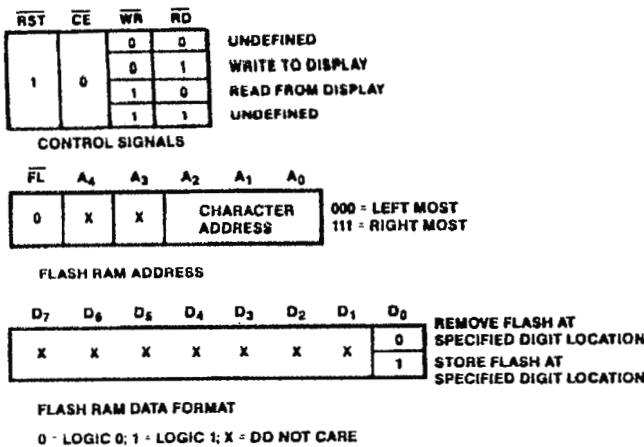 RST CE WR RD
0 0 UNDEFINED
0 1 WRITE TO DISPLAY
1 0
1 0 READ FROM DISPLAY
1 1 UNDEFINED
CONTROL SIGNALS
FL A4 A3 A2 A1 A0
0 X X CHARACTER ADDRESS
000 = LEFT MOST
111 = RIGHT MOST
FLASH RAM ADDRESS
D7 D6 D5 D4 D3 D2 D1 D0
X X X X X X X
0 REMOVE FLASH AT SPECIFIED DIGIT LOCATION
1 STORE FLASH AT SPECIFIED DIGIT LOCATION
FLASH RAM DATA FORMAT
0 - LOGIC 0; 1 - LOGIC 1; X = DO NOT CARE